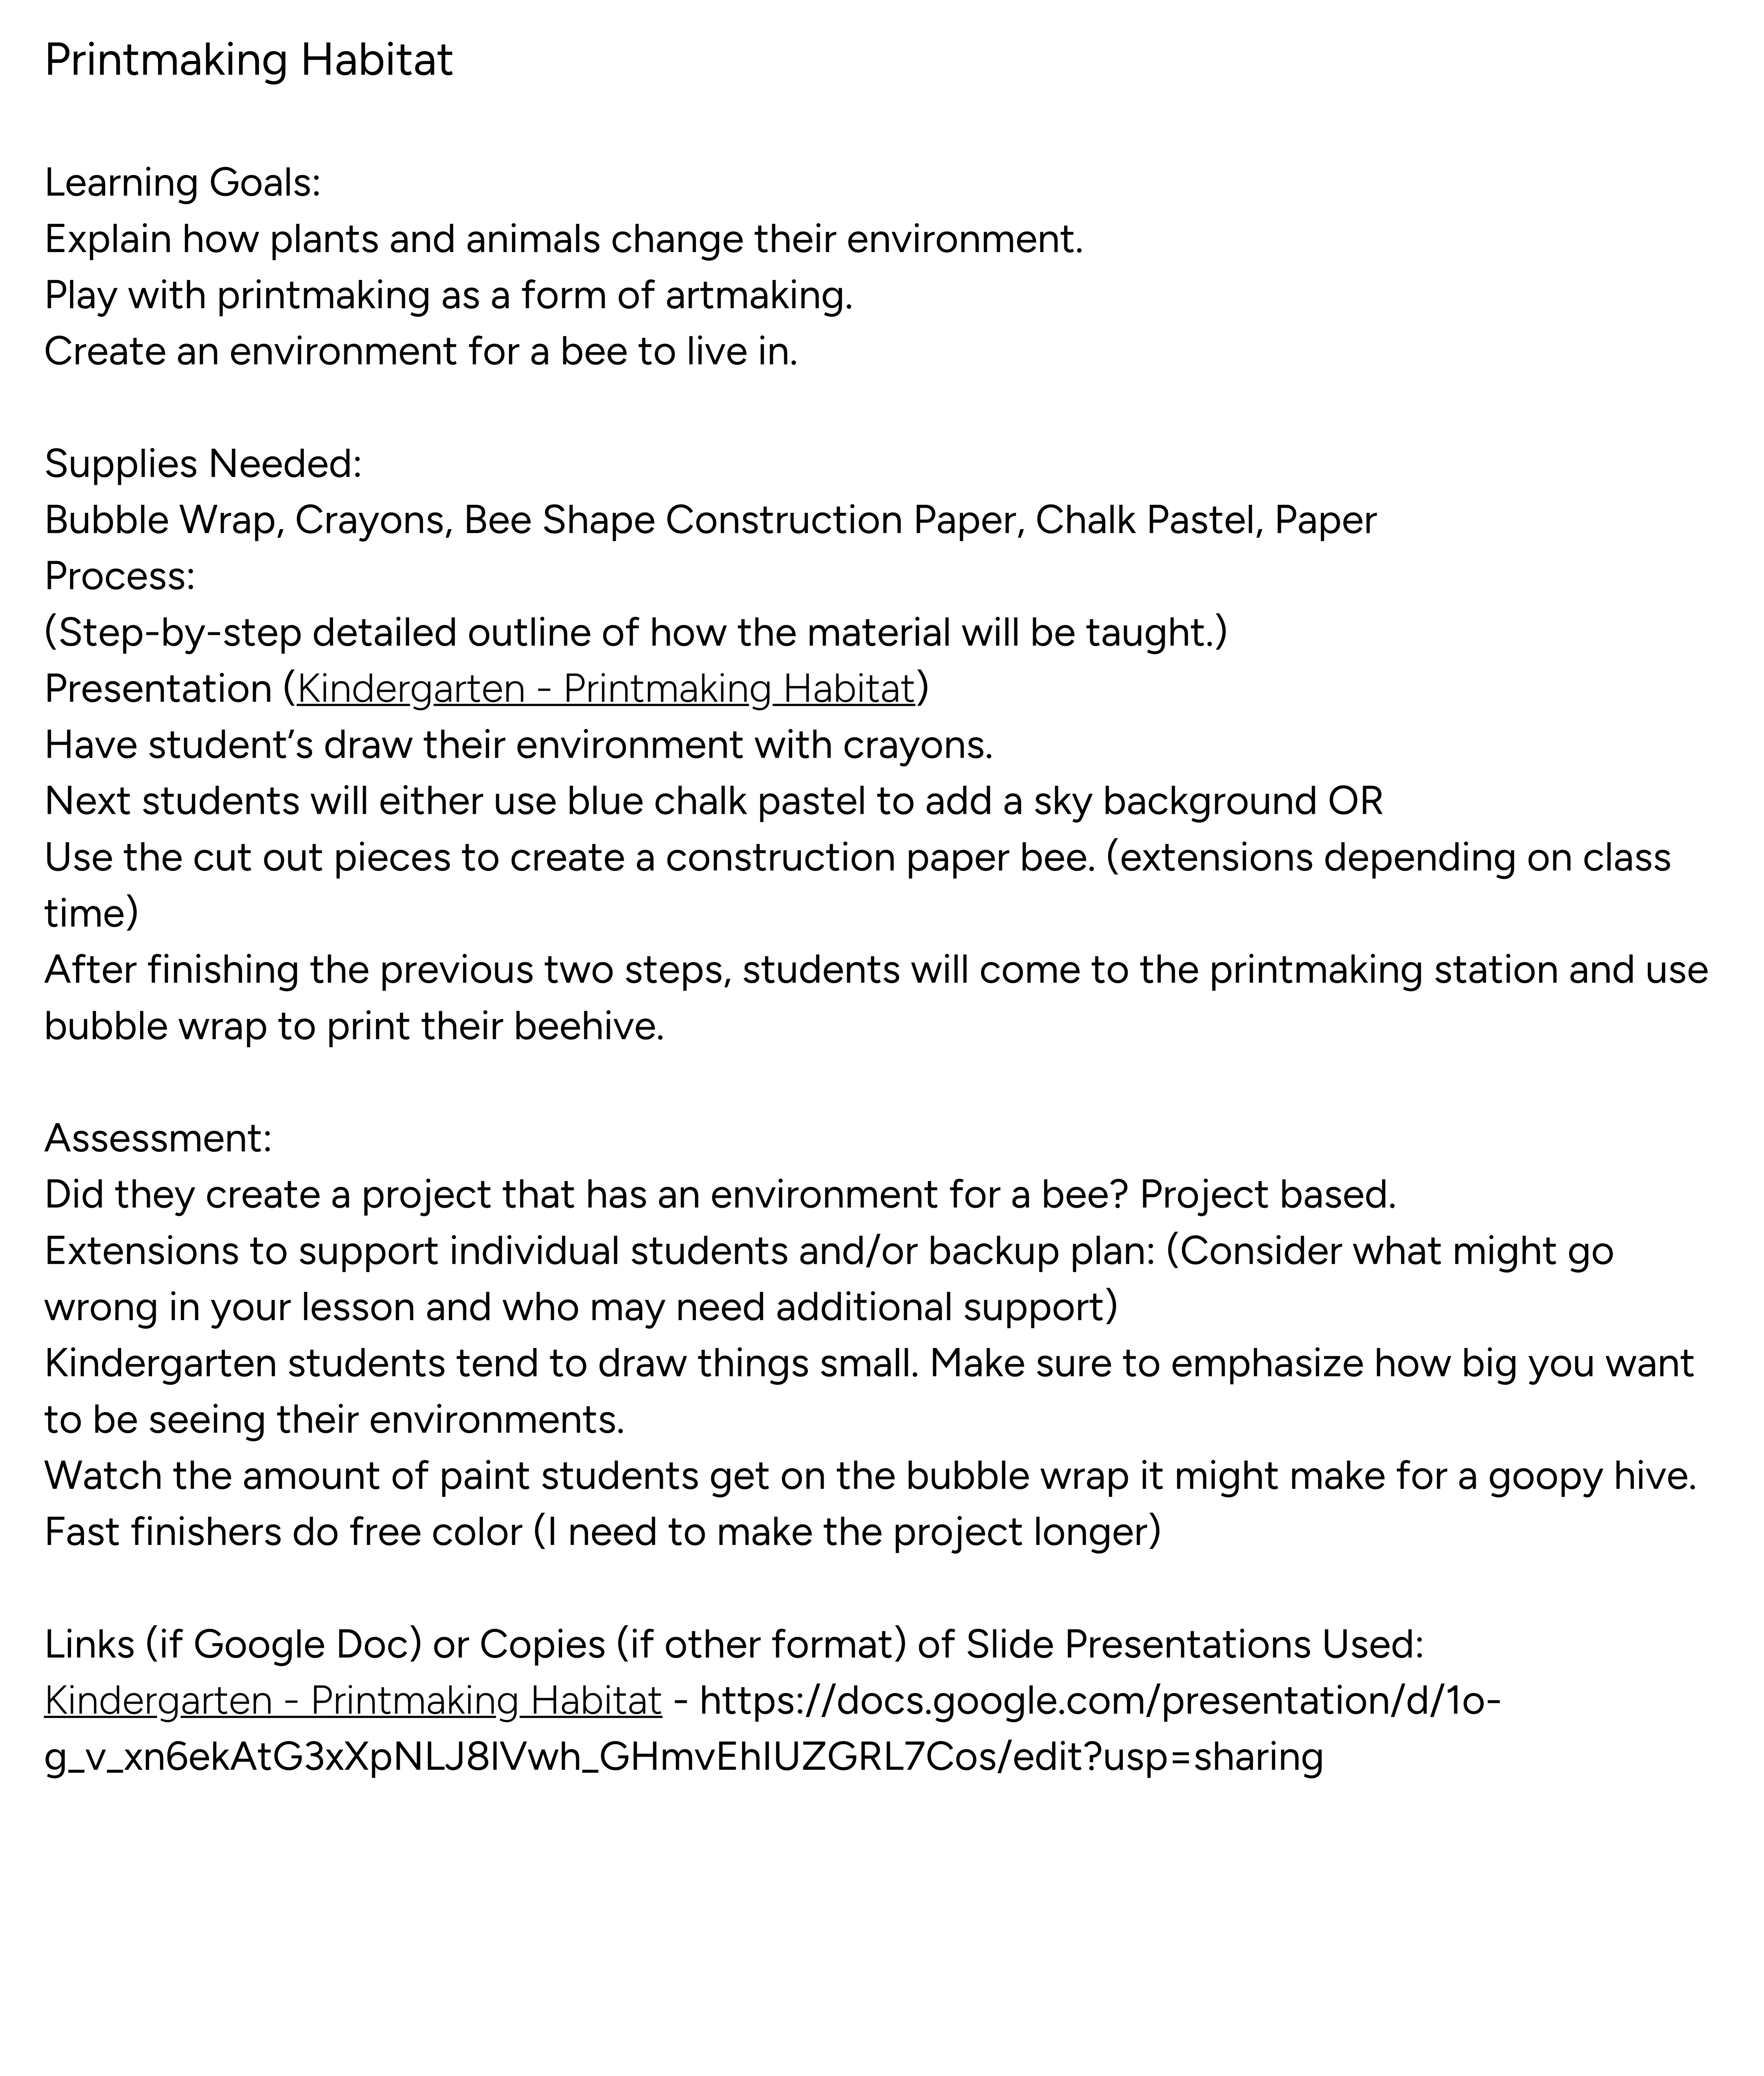 Printmaking Habitat
Learning Goals:
Explain how plants and animals change their environment.
Play with printmaking as a form of artmaking.
Create an environment for a bee to live in.
Supplies Needed:
Bubble Wrap, Crayons, Bee Shape Construction Paper, Chalk Pastel, Paper
Process:
(Step-by-step detailed outline of how the material will be taught.)
Presentation (Kindergarten - Printmaking Habitat)
Have student’s draw their environment with crayons.
Next students will either use blue chalk pastel to add a sky background OR
Use the cut out pieces to create a construction paper bee. (extensions depending on class
time)
After finishing the previous two steps, students will come to the printmaking station and use
bubble wrap to print their beehive.
Assessment:
Did they create a project that has an environment for a bee? Project based.
Extensions to support individual students and/or backup plan: (Consider what might go
wrong in your lesson and who may need additional support)
Kindergarten students tend to draw things small. Make sure to emphasize how big you want
to be seeing their environments.
Watch the amount of paint students get on the bubble wrap it might make for a goopy hive.
Fast finishers do free color (I need to make the project longer)
Links (if Google Doc) or Copies (if other format) of Slide Presentations Used:
Kindergarten - Printmaking Habitat - https://docs.google.com/presentation/d/1o-
g_v_xn6ekAtG3xXpNLJ8lVwh_GHmvEhlUZGRL7Cos/edit?usp=sharing